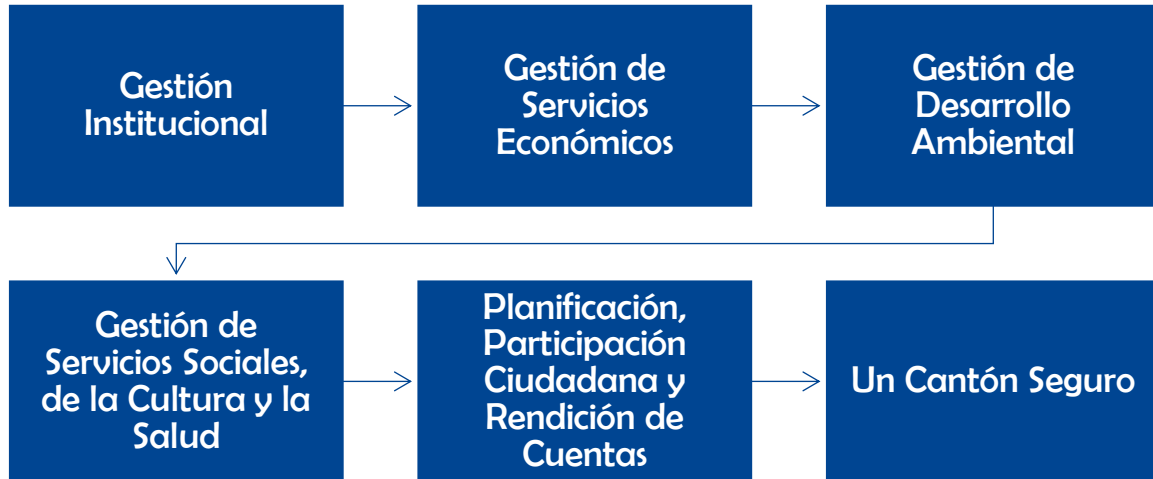 Gestión
Institucional
Gestión de
Servicios
Económicos
Gestión de
Desarrollo
Ambiental
Gestión de
Servicios Sociales,
de la Cultura y la
Salud
Planificación,
Participación
Ciudadana y
Rendición de
Cuentas
Un Cantón Seguro